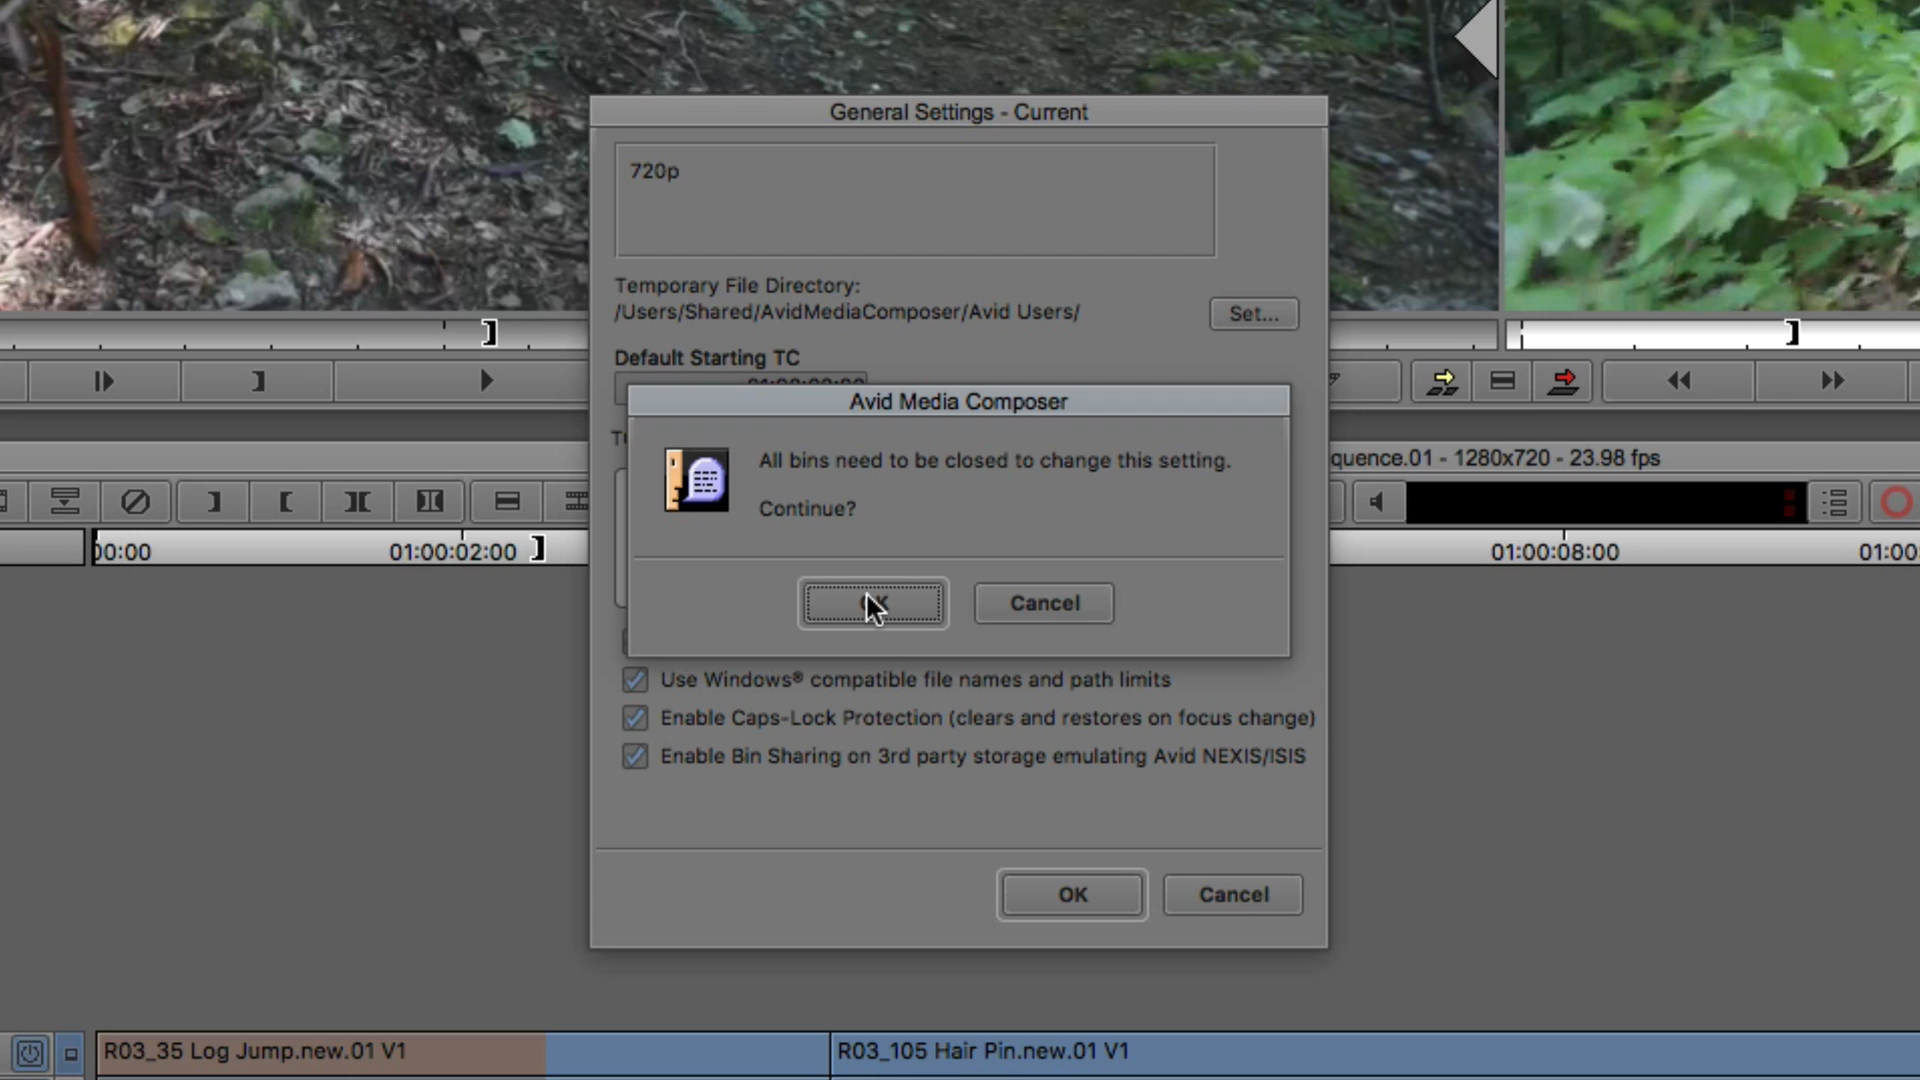 General Settings - Current
720p
Temporary File Directory:
/Users/Shared/AvidMediaComposer/Avid Users/
Set...
Default Starting TC
Avid Media Composer
All bins need to be closed to change this setting.
Continue?
quence.01 - 1280x720 - 23.98 fps
00:00
01:00:02:00
01:00:08:00
01:00
OK
Cancel
Use Windows® compatible file names and path limits
Enable Caps-Lock Protection (clears and restores on focus change)
Enable Bin Sharing on 3rd party storage emulating Avid NEXIS/ISIS
OK
Cancel
R03_35 Log Jump.new.01 V1
R03_105 Hair Pin.new.01 V1